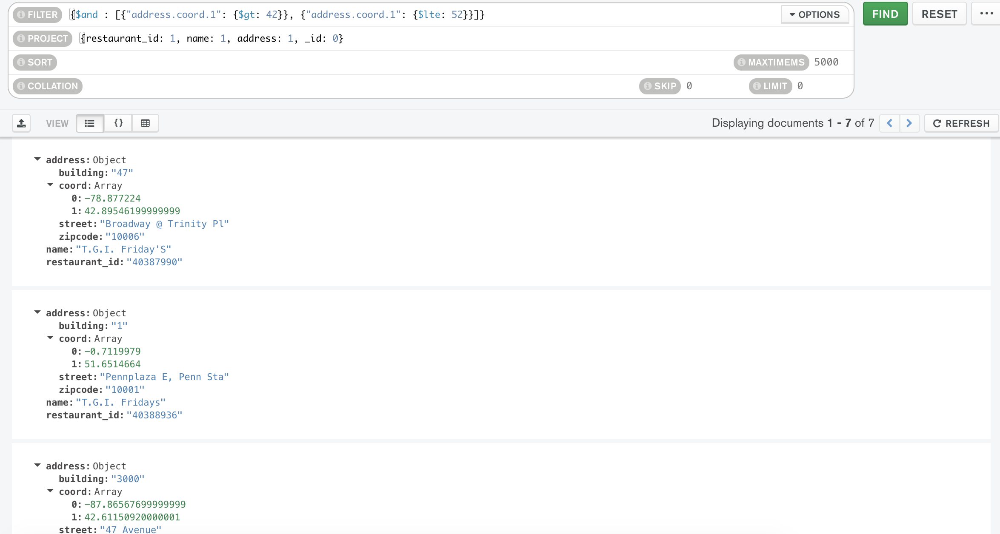 FILTER {$and : [{"address.coord.1": {$gt: 42}}, {"address.coord.1": {$lte: 52}}]} OPTIONS FIND RESET ...
PROJECT {restaurant_id: 1, name: 1, address: 1, _id: 0}
SORT MAXTIMEMS 5000
COLLATION SKIP 0 LIMIT 0
VIEW {} Displaying documents 1 - 7 of 7 < > REFRESH
address: Object
building: "47"
coord: Array
0: -78.877224
1: 42.89546199999999
street: "Broadway @ Trinity Pl"
zipcode: "10006"
name: "T.G.I. Friday'S"
restaurant_id: "40387990"
address: Object
building: "1"
coord: Array
0: -0.7119979
1: 51.6514664
street: "Pennplaza E, Penn Sta"
zipcode: "10001"
name: "T.G.I. Fridays"
restaurant_id: "40388936"
address: Object
building: "3000"
coord: Array
0: -87.86567699999999
1: 42.61150920000001
street: "47 Avenue"